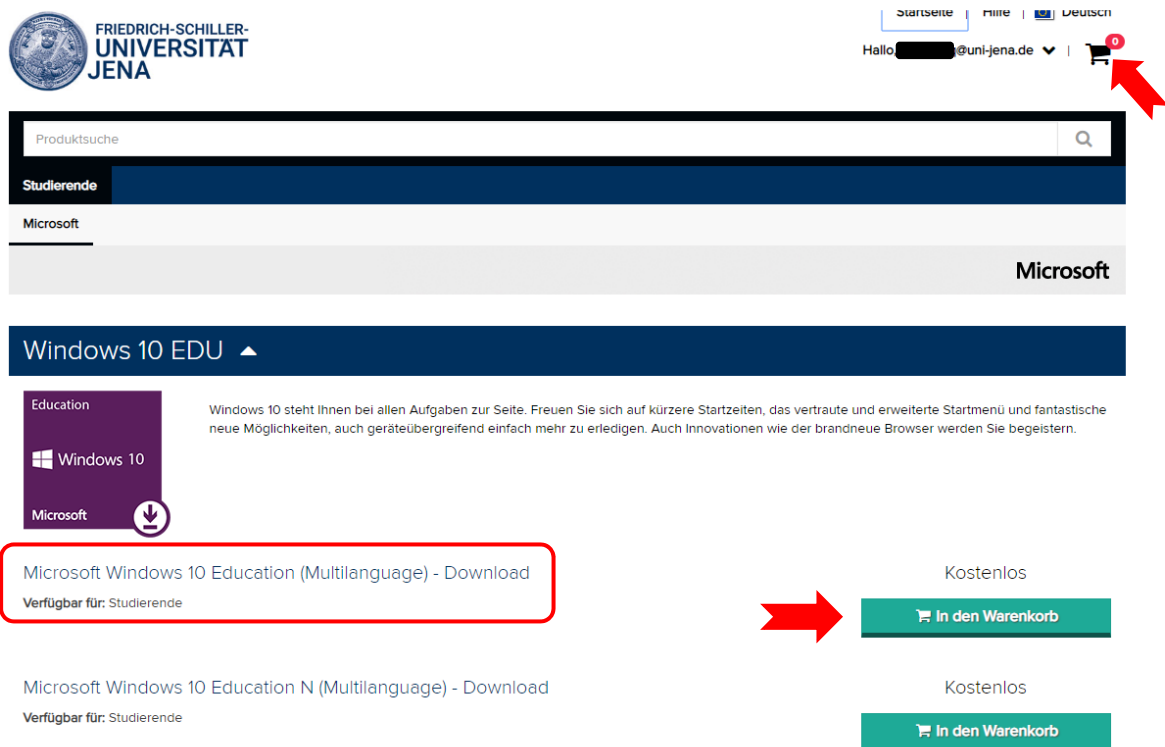 FRIEDRICH-SCHILLER-
UNIVERSITÄT
JENA
Startseite | Hilfe | Deutsch
Hallo, @uni-jena.de | 0
Produktsuche
Studierende
Microsoft
Microsoft
Windows 10 EDU
Education
Windows 10
Microsoft
Windows 10 steht Ihnen bei allen Aufgaben zur Seite. Freuen Sie sich auf kürzere Startzeiten, das vertraute und erweiterte Startmenü und fantastische
neue Möglichkeiten, auch geräteübergreifend einfach mehr zu erledigen. Auch Innovationen wie der brandneue Browser werden Sie begeistern.
Microsoft Windows 10 Education (Multilanguage) - Download
Kostenlos
Verfügbar für: Studierende
In den Warenkorb
Microsoft Windows 10 Education N (Multilanguage) - Download
Kostenlos
Verfügbar für: Studierende
In den Warenkorb